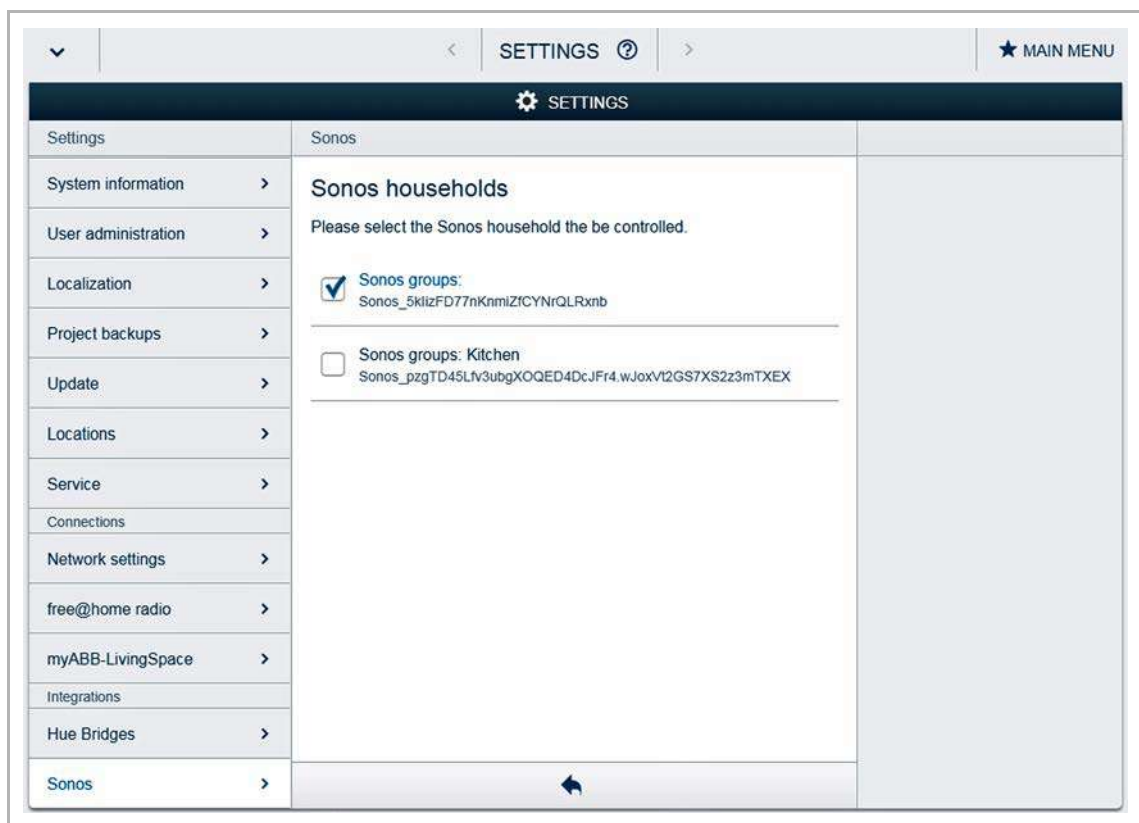 SETTINGS
MAIN MENU
SETTINGS
Settings
Sonos
System information
User administration
Localization
Project backups
Update
Locations
Service
Connections
Network settings
free@home radio
myABB-LivingSpace
Integrations
Hue Bridges
Sonos
Sonos households
Please select the Sonos household the be controlled.
Sonos groups:
Sonos_5klizFD77nKnmiZfCYNrQLRxnb
Sonos groups: Kitchen
Sonos_pzgTD45Lfv3ubgXOQED4DcJFr4.wJoxVt2GS7XS2z3mTXEX